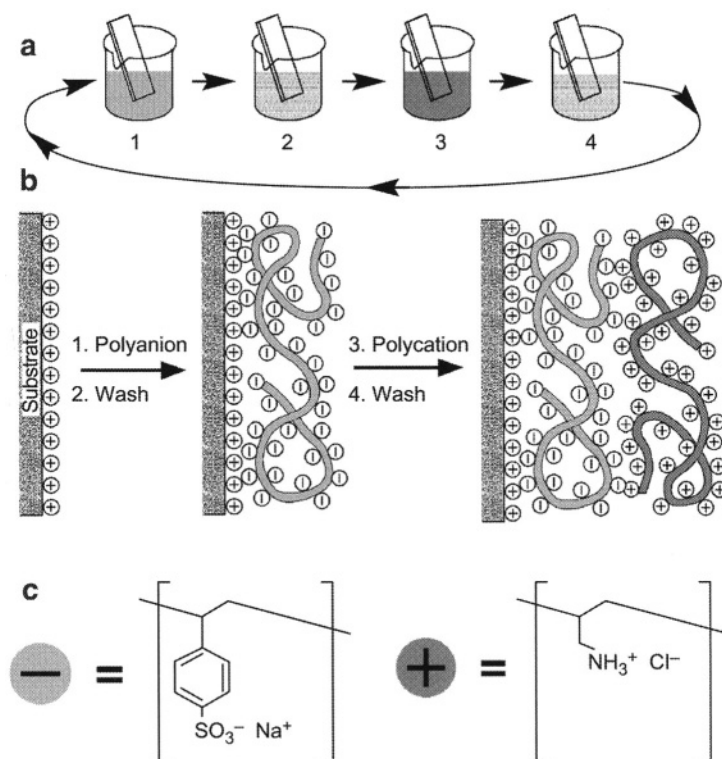 a
1 2 3 4
b
Substrate
1. Polyanion
2. Wash
3. Polycation
4. Wash
c
− =
SO₃⁻ Na⁺
+ =
NH₃⁺ Cl⁻